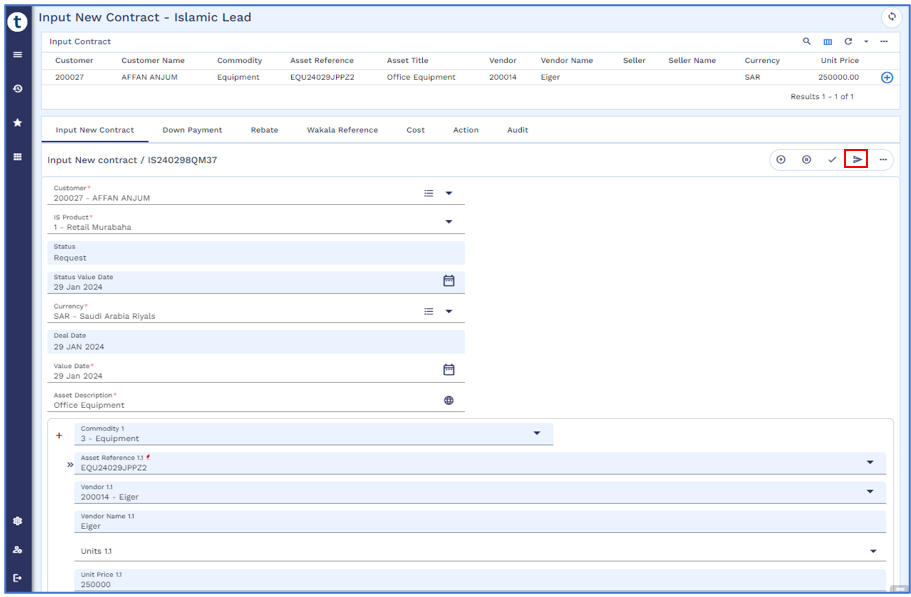 t
Input New Contract - Islamic Lead
Input Contract
Customer Customer Name Commodity Asset Reference Asset Title Vendor Vendor Name Seller Seller Name Currency Unit Price
200027 AFFAN ANJUM Equipment EQU24029JPPZ2 Office Equipment 200014 Eiger SAR 250000.00
Results 1 - 1 of 1
Input New Contract Down Payment Rebate Wakala Reference Cost Action Audit
Input New contract / IS240298QM37
Customer*
200027 - AFFAN ANJUM
IS Product*
1 - Retail Murabaha
Status
Request
Status Value Date
29 Jan 2024
Currency*
SAR - Saudi Arabia Riyals
Deal Date
29 JAN 2024
Value Date*
29 Jan 2024
Asset Description*
Office Equipment
Commodity 1
3 - Equipment
Asset Reference 1.1
EQU24029JPPZ2
Vendor 1.1
200014 - Eiger
Vendor Name 1.1
Eiger
Units 1.1
Unit Price 1.1
250000